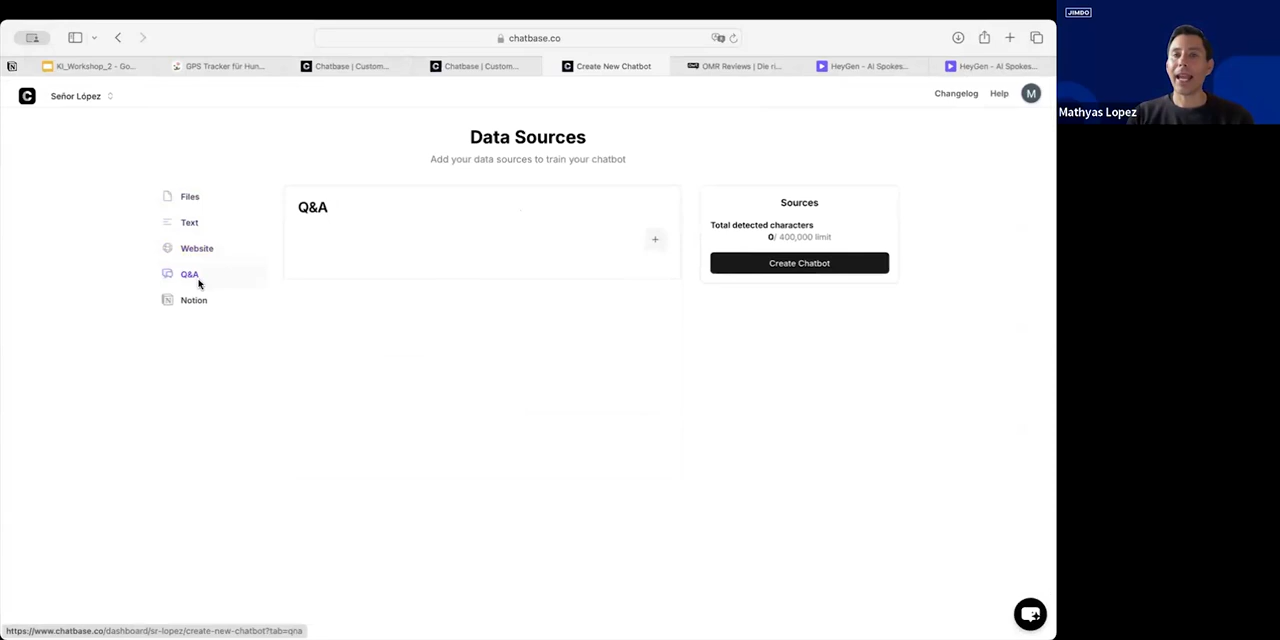 JIMDO
chatbase.co
KI_Workshop_2 - Go...
GPS Tracker für Hun...
Chatbase | Custom...
Chatbase | Custom...
Create New Chatbot
OMR Reviews | Die ri...
HeyGen - AI Spokes...
HeyGen - AI Spokes...
Señor López
Changelog
Help
M
Mathyas Lopez
Data Sources
Add your data sources to train your chatbot
Files
Text
Website
Q&A
Notion
Q&A
+
Sources
Total detected characters
0/ 400,000 limit
Create Chatbot
https://www.chatbase.co/dashboard/sr-lopez/create-new-chatbot?tab=qna